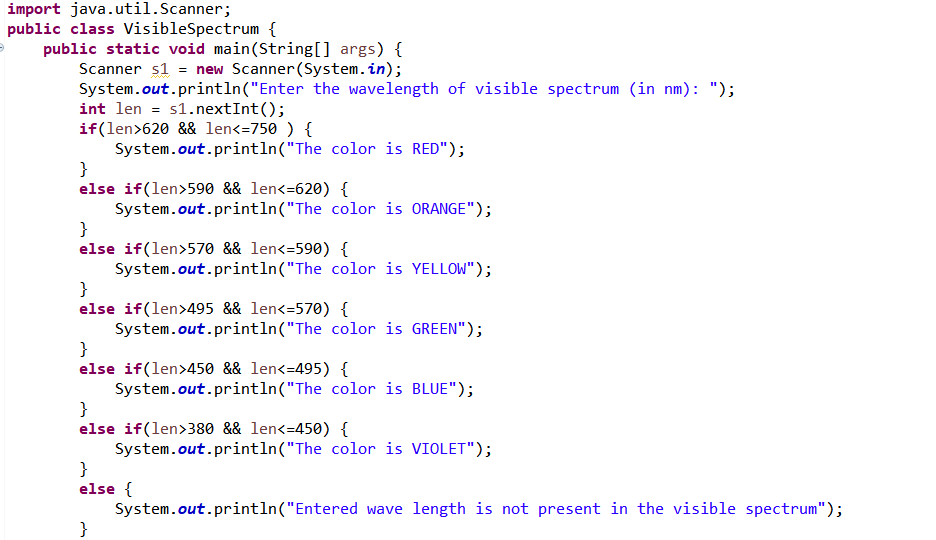 import java.util.Scanner;
public class VisibleSpectrum {
    public static void main(String[] args) {
        Scanner s1 = new Scanner(System.in);
        System.out.println("Enter the wavelength of visible spectrum (in nm): ");
        int len = s1.nextInt();
        if(len>620 && len<=750 ) {
            System.out.println("The color is RED");
        }
        else if(len>590 && len<=620) {
            System.out.println("The color is ORANGE");
        }
        else if(len>570 && len<=590) {
            System.out.println("The color is YELLOW");
        }
        else if(len>495 && len<=570) {
            System.out.println("The color is GREEN");
        }
        else if(len>450 && len<=495) {
            System.out.println("The color is BLUE");
        }
        else if(len>380 && len<=450) {
            System.out.println("The color is VIOLET");
        }
        else {
            System.out.println("Entered wave length is not present in the visible spectrum");
        }